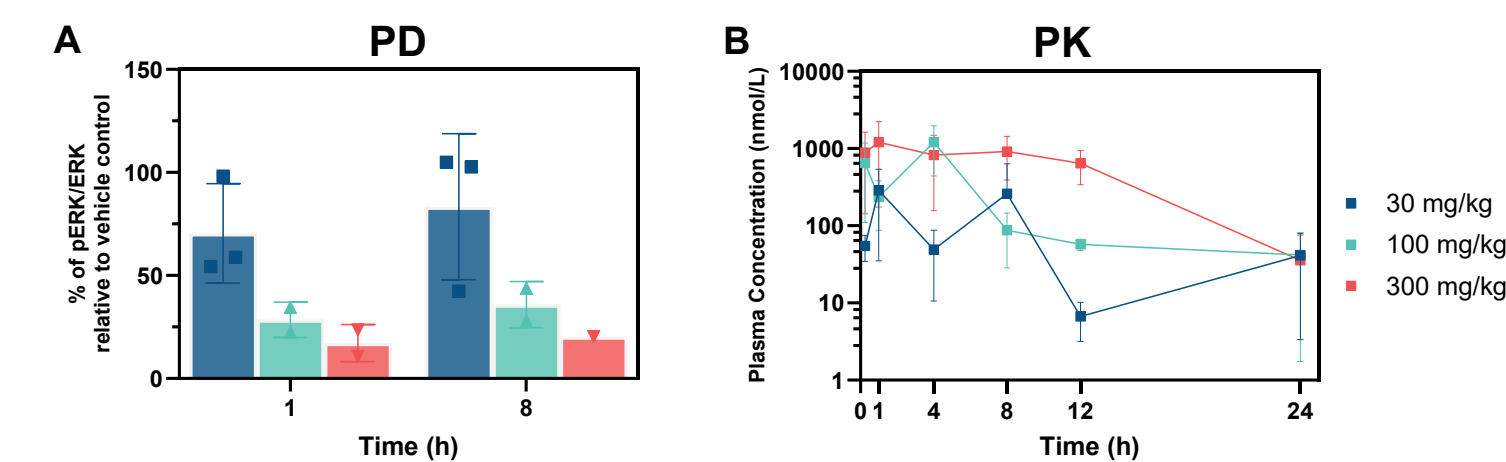 A
PD
% of pERK/ERK
relative to vehicle control
150
100
50
0
1
8
Time (h)
B
PK
Plasma Concentration (nmol/L)
10000
1000
100
10
1
0 1 4 8 12 24
Time (h)
30 mg/kg
100 mg/kg
300 mg/kg